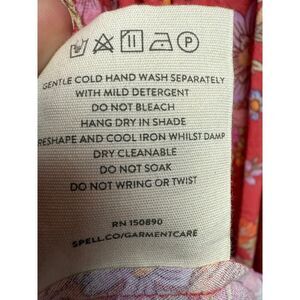 P
GENTLE COLD HAND WASH SEPARATELY
WITH MILD DETERGENT
DO NOT BLEACH
HANG DRY IN SHADE
RESHAPE AND COOL IRON WHILST DAMP
DRY CLEANABLE
DO NOT SOAK
DO NOT WRING OR TWIST
RN 150890
SPELL.CO/GARMENTCARE